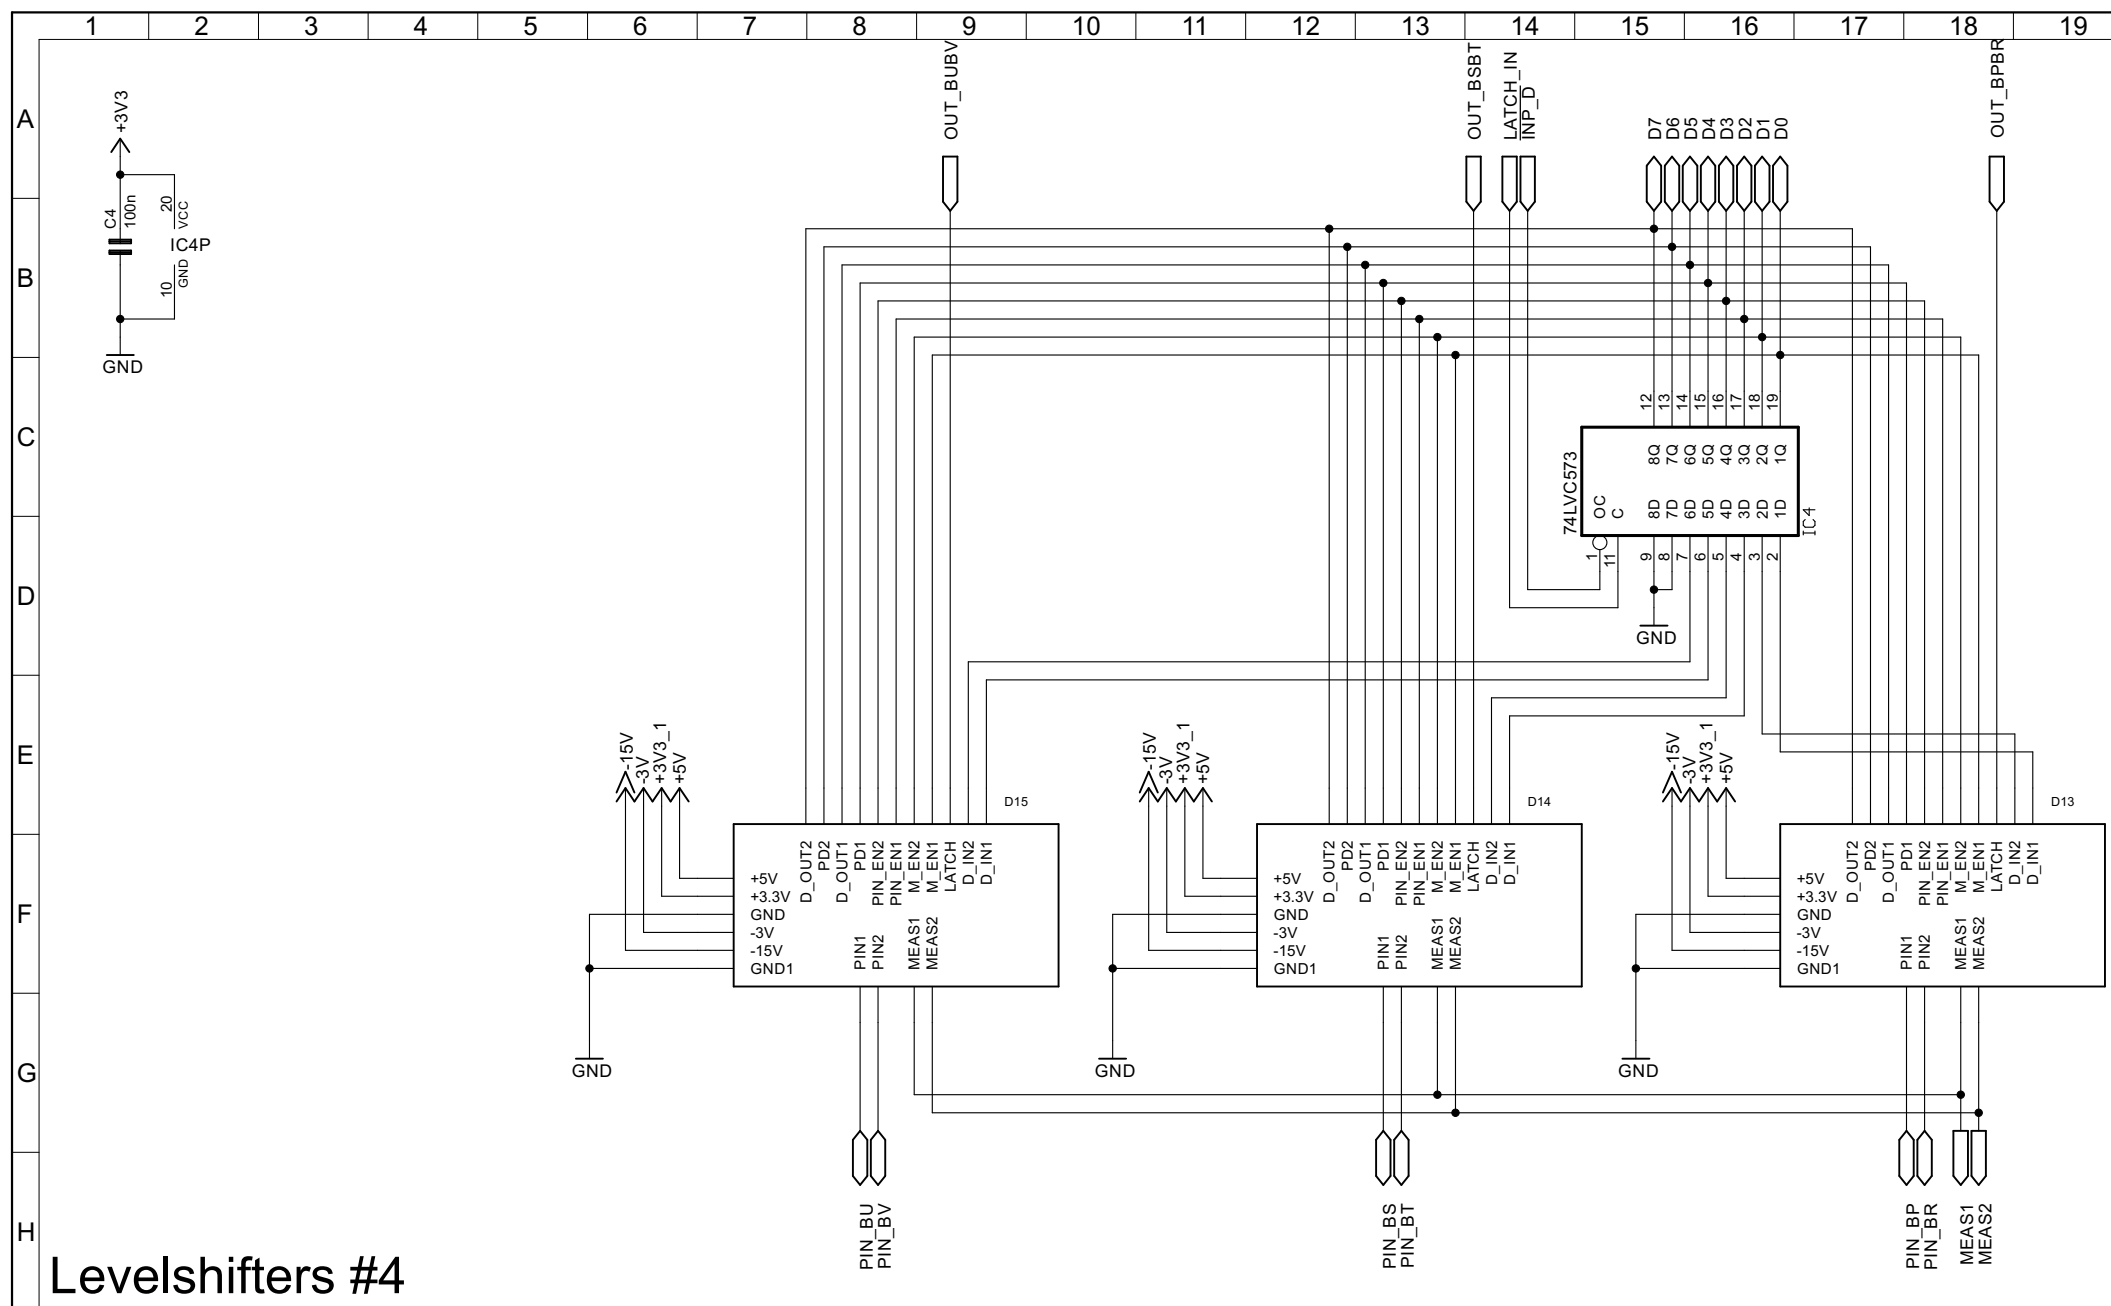 1 2 3 4 5 6 7 8 9 10 11 12 13 14 15 16 17 18 19
A
B
C
D
E
F
G
H
+3V3
C4
100n
20
VCC
IC4P
10
GND
GND
OUT_BUBV
OUT_BSBT
LATCH_IN
INP_D
D7
D6
D5
D4
D3
D2
D1
D0
OUT_BPBR
12
13
14
15
16
17
18
19
74LVC573
OC
C
8Q
7Q
6Q
5Q
4Q
3Q
2Q
1Q
8D
7D
6D
5D
4D
3D
2D
1D
IC4
1
11
9
8
7
6
5
4
3
2
GND
-15V
-3V
+3V3_1
+5V
D15
+5V
+3.3V
GND
-3V
-15V
GND1
D_OUT2
PD2
D_OUT1
PD1
PIN_EN2
PIN_EN1
M_EN2
M_EN1
LATCH
D_IN2
D_IN1
PIN1
PIN2
MEAS1
MEAS2
GND
PIN_BU
PIN_BV
-15V
-3V
+3V3_1
+5V
D14
+5V
+3.3V
GND
-3V
-15V
GND1
D_OUT2
PD2
D_OUT1
PD1
PIN_EN2
PIN_EN1
M_EN2
M_EN1
LATCH
D_IN2
D_IN1
PIN1
PIN2
MEAS1
MEAS2
GND
PIN_BS
PIN_BT
-15V
-3V
+3V3_1
+5V
D13
+5V
+3.3V
GND
-3V
-15V
GND1
D_OUT2
PD2
D_OUT1
PD1
PIN_EN2
PIN_EN1
M_EN2
M_EN1
LATCH
D_IN2
D_IN1
PIN1
PIN2
MEAS1
MEAS2
GND
PIN_BP
PIN_BR
MEAS1
MEAS2
Levelshifters #4